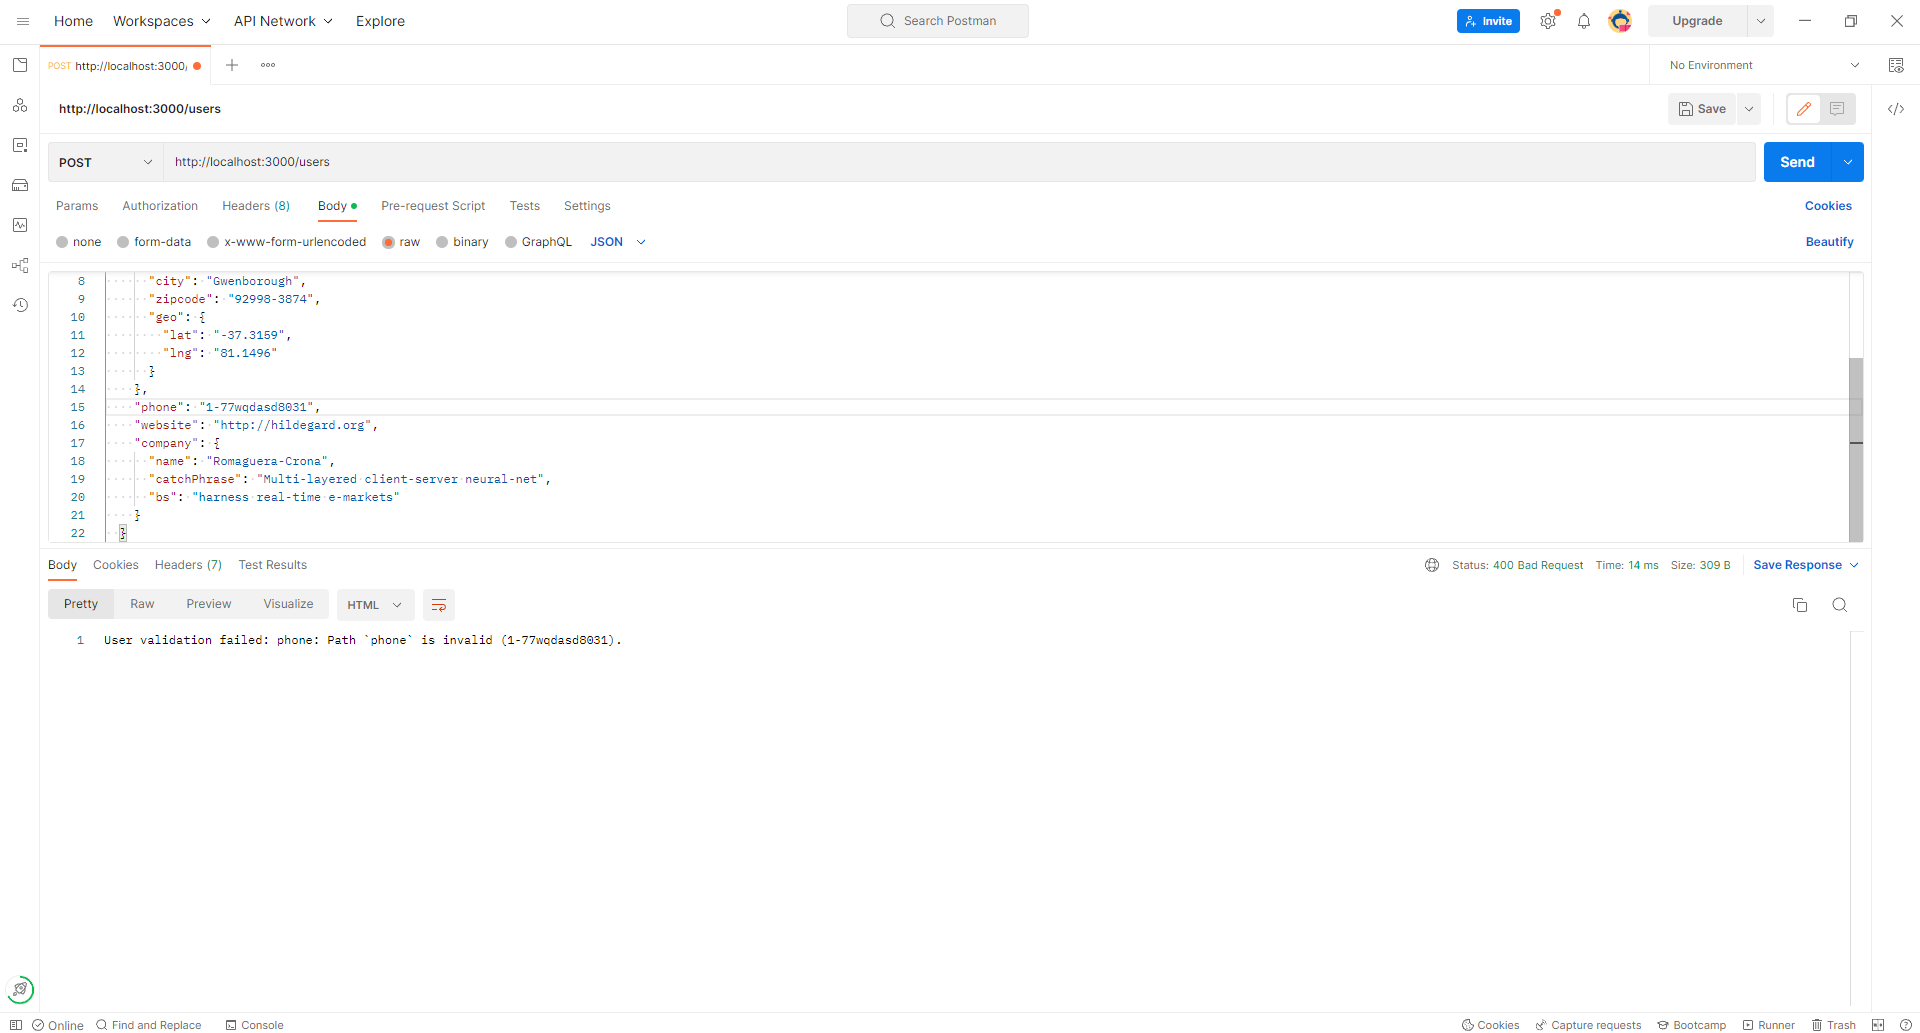 Home Workspaces API Network Explore Search Postman Invite Upgrade
POST http://localhost:3000/ No Environment
http://localhost:3000/users Save
POST http://localhost:3000/users Send
Params Authorization Headers (8) Body Pre-request Script Tests Settings Cookies
none form-data x-www-form-urlencoded raw binary GraphQL JSON Beautify
8 "city": "Gwenborough",
9 "zipcode": "92998-3874",
10 "geo": {
11 "lat": "-37.3159",
12 "lng": "81.1496"
13 }
14 },
15 "phone": "1-77wqdasd8031",
16 "website": "http://hildegard.org",
17 "company": {
18 "name": "Romaguera-Crona",
19 "catchPhrase": "Multi-layered client-server neural-net",
20 "bs": "harness real-time e-markets"
21 }
22 }
Body Cookies Headers (7) Test Results Status: 400 Bad Request Time: 14 ms Size: 309 B Save Response
Pretty Raw Preview Visualize HTML
1 User validation failed: phone: Path `phone` is invalid (1-77wqdasd8031).
Online Find and Replace Console Cookies Capture requests Bootcamp Runner Trash